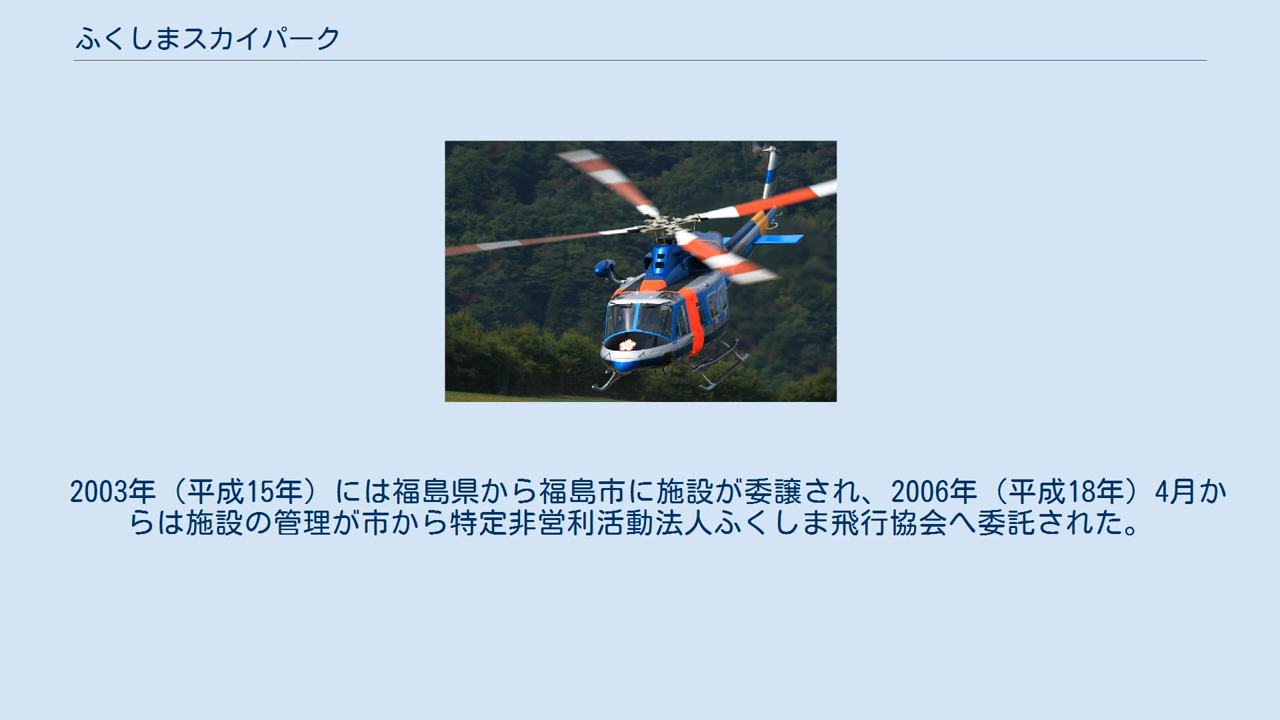 ふくしまスカイパーク
2003年（平成15年）には福島県から福島市に施設が委譲され、2006年（平成18年）4月か
らは施設の管理が市から特定非営利活動法人ふくしま飛行協会へ委託された。